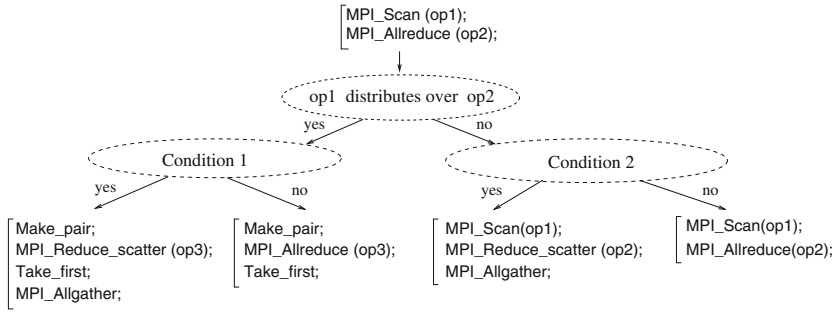 MPI_Scan (op1);
MPI_Allreduce (op2);
op1 distributes over op2
yes
no
Condition 1
Condition 2
yes
no
yes
no
Make_pair;
MPI_Reduce_scatter (op3);
Take_first;
MPI_Allgather;
Make_pair;
MPI_Allreduce (op3);
Take_first;
MPI_Scan(op1);
MPI_Reduce_scatter (op2);
MPI_Allgather;
MPI_Scan(op1);
MPI_Allreduce(op2);